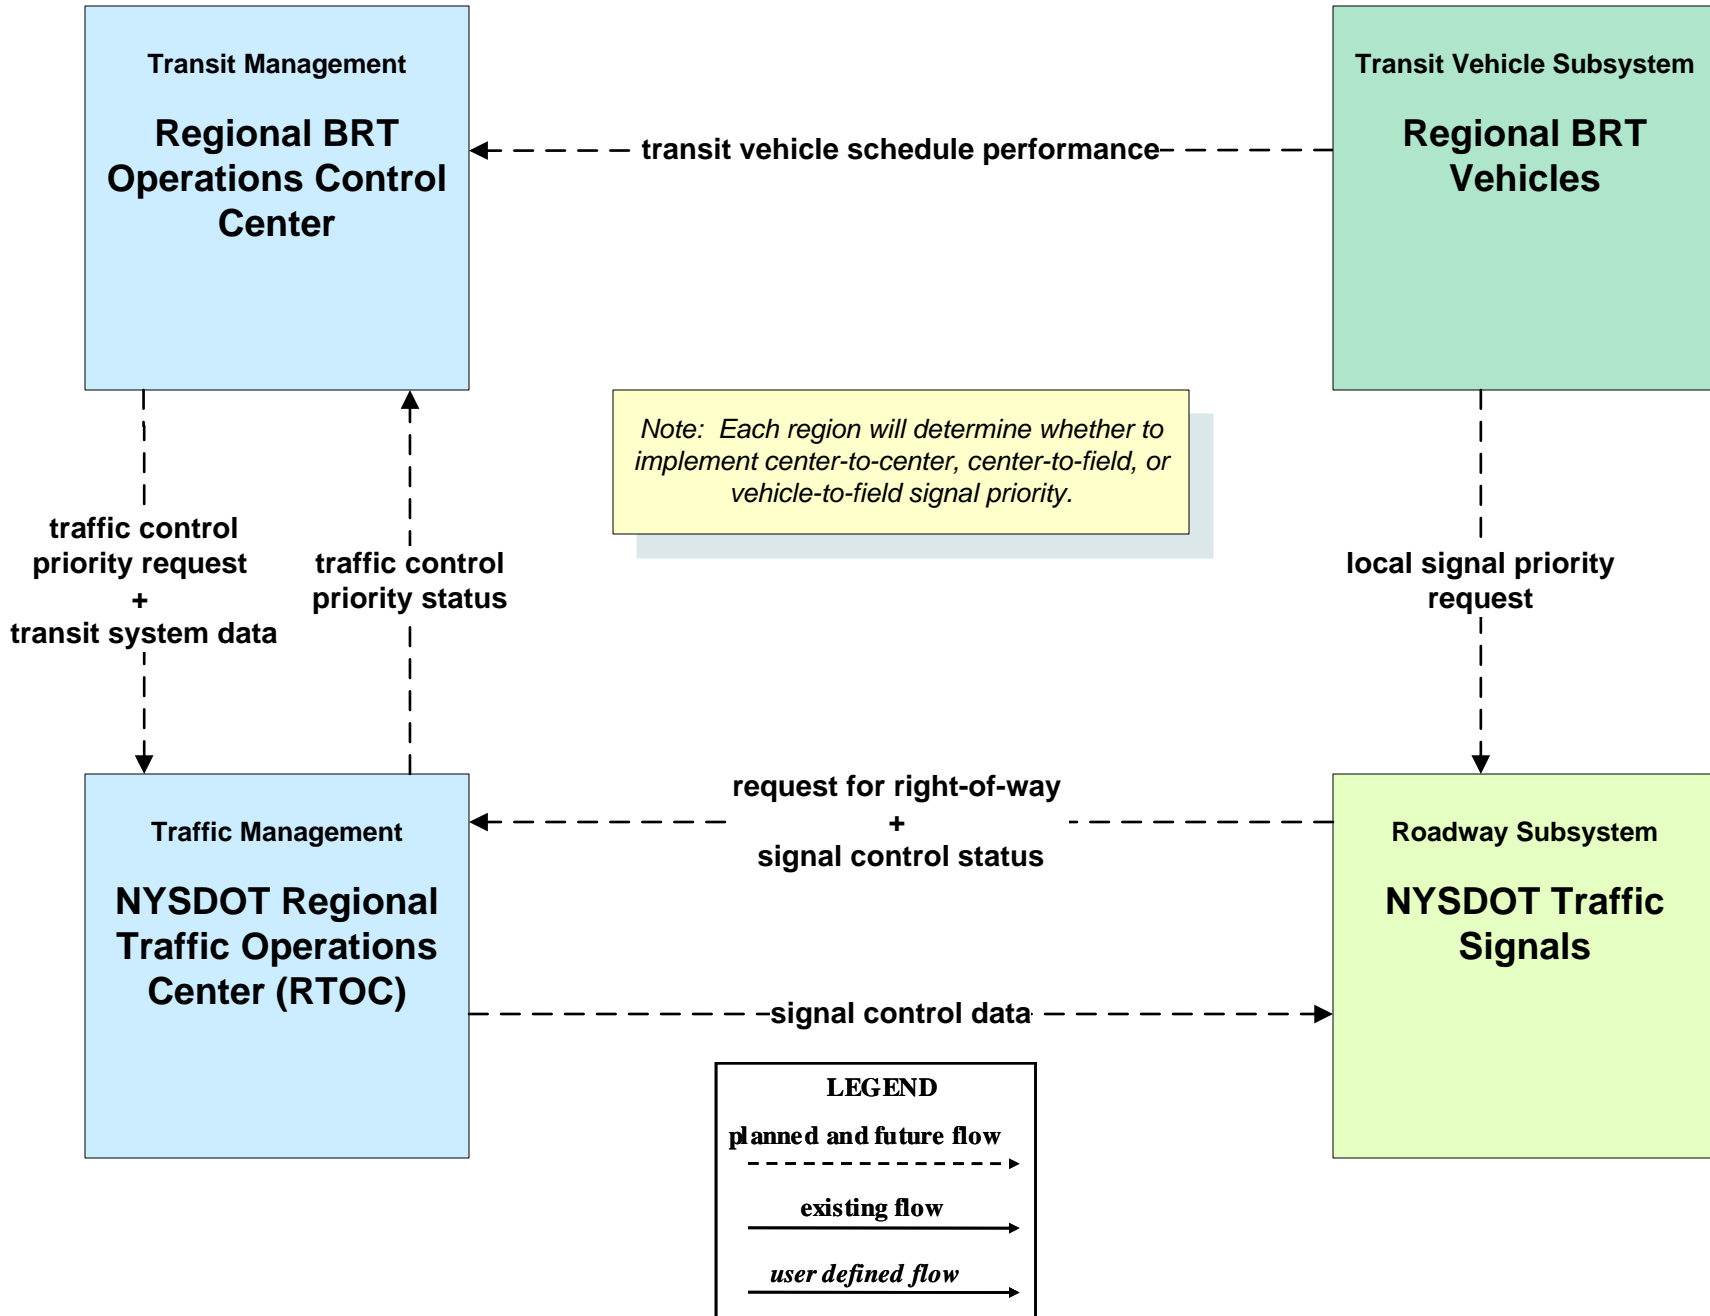 Transit Management
Regional BRT
Operations Control
Center
Transit Vehicle Subsystem
Regional BRT
Vehicles
transit vehicle schedule performance
Note:  Each region will determine whether to
implement center-to-center, center-to-field, or
vehicle-to-field signal priority.
traffic control
priority request
+
transit system data
traffic control
priority status
local signal priority
request
Traffic Management
NYSDOT Regional
Traffic Operations
Center (RTOC)
request for right-of-way
+
signal control status
Roadway Subsystem
NYSDOT Traffic
Signals
signal control data
LEGEND
planned and future flow
existing flow
user defined flow